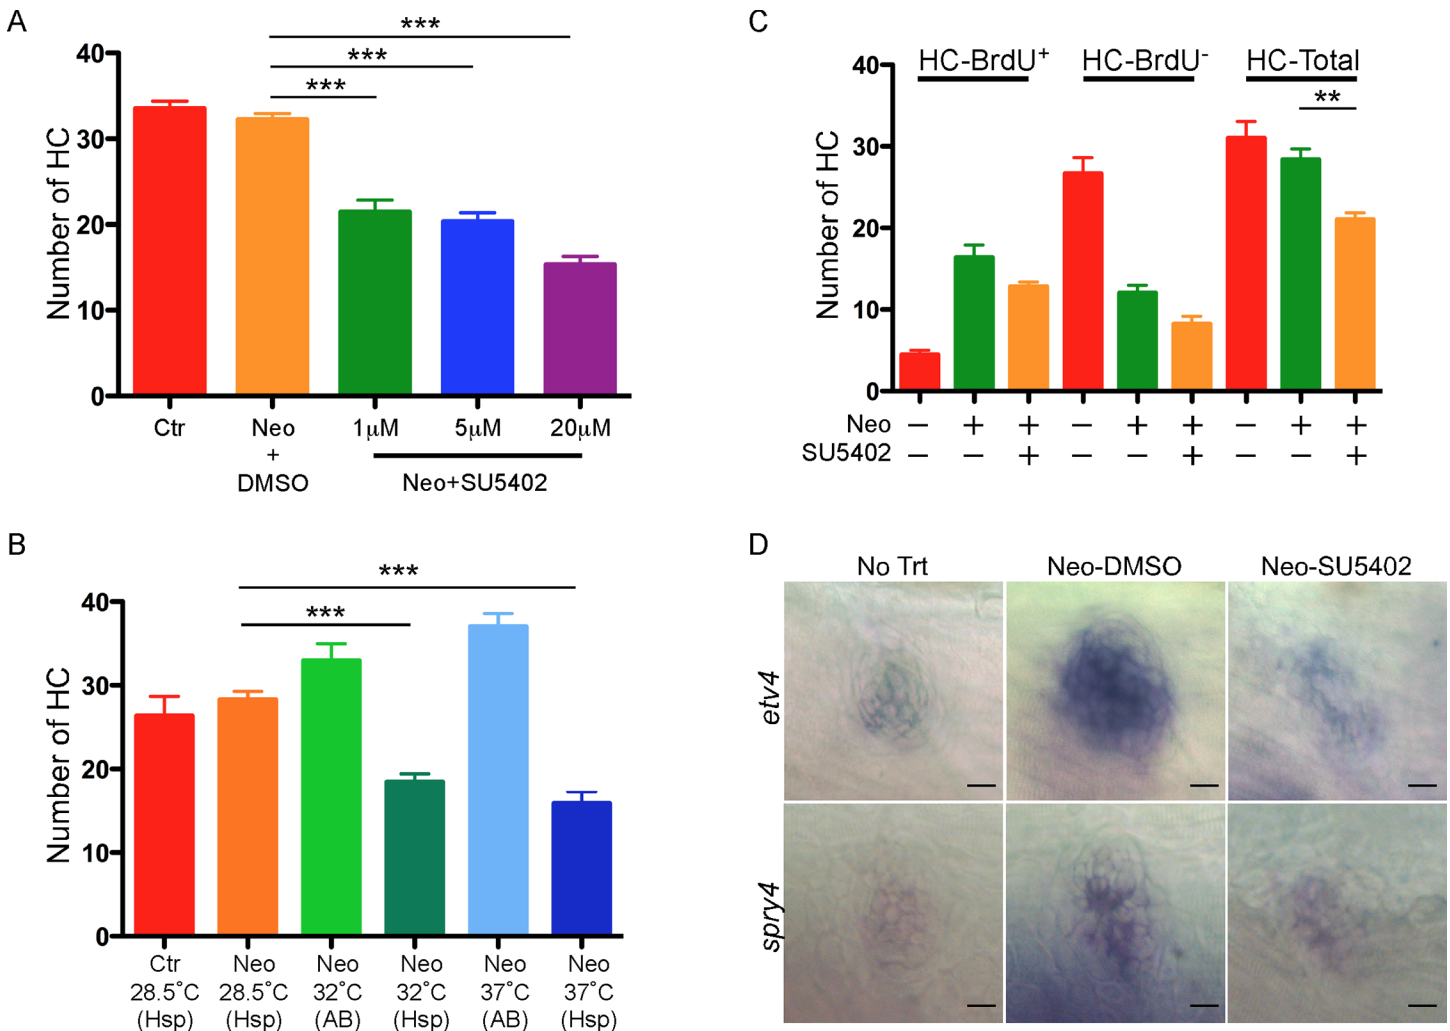 A
***
***
***
40
30
20
10
0
Number of HC
Ctr
Neo
+
DMSO
1µM
5µM
20µM
Neo+SU5402
B
***
***
40
30
20
10
0
Number of HC
Ctr
28.5°C
(Hsp)
Neo
28.5°C
(Hsp)
Neo
32°C
(AB)
Neo
32°C
(Hsp)
Neo
37°C
(AB)
Neo
37°C
(Hsp)
C
HC-BrdU+
HC-BrdU-
HC-Total
**
40
30
20
10
0
Number of HC
Neo − + + − + + − + +
SU5402 − − + − − + − − +
D
No Trt
Neo-DMSO
Neo-SU5402
etv4
spry4